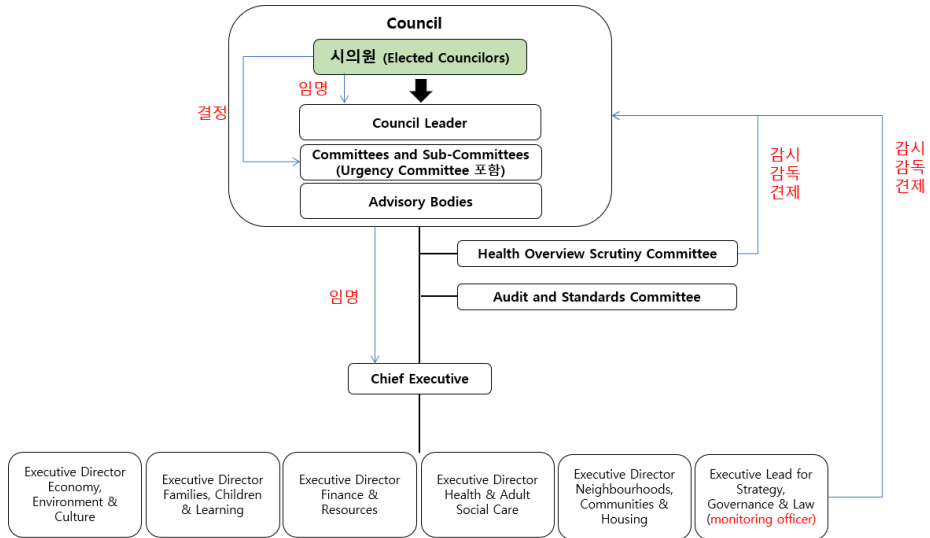 Council
시의원 (Elected Councilors)
임명
결정
Council Leader
Committees and Sub-Committees
(Urgency Committee 포함)
Advisory Bodies
감시
감독
견제
감시
감독
견제
Health Overview Scrutiny Committee
임명
Audit and Standards Committee
Chief Executive
Executive Director
Economy,
Environment &
Culture
Executive Director
Families, Children
& Learning
Executive Director
Finance &
Resources
Executive Director
Health & Adult
Social Care
Executive Director
Neighbourhoods,
Communities &
Housing
Executive Lead for
Strategy,
Governance & Law
(monitoring officer)